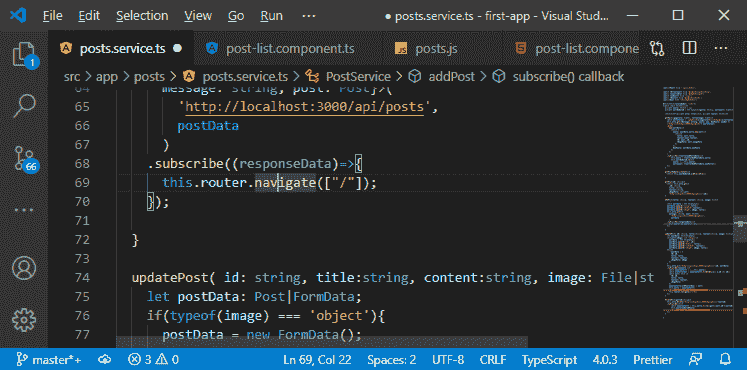 File Edit Selection View Go Run ··· posts.service.ts - first-app - Visual Stud...
posts.service.ts post-list.component.ts posts.js post-list.compone
src > app > posts > posts.service.ts > PostService > addPost > subscribe() callback
64 message: string, post: Post}>(
65 'http://localhost:3000/api/posts',
66 postData
67 )
68 .subscribe((responseData)=>{
69 this.router.navigate(["/"]);
70 });
71
72 }
73
74 updatePost( id: string, title:string, content:string, image: File|st
75 let postData: Post|FormData;
76 if(typeof(image) === 'object'){
77 postData = new FormData();
1
66
master*+ 3 0 Ln 69, Col 22 Spaces: 2 UTF-8 CRLF TypeScript 4.0.3 Prettier